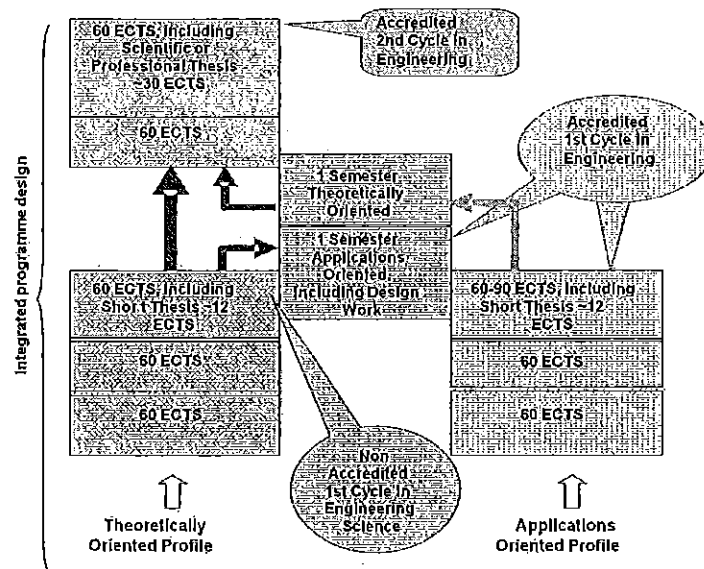 60 ECTS, Including
Scientific or
Professional Thesis
~30 ECTS
60 ECTS
Accredited
2nd Cycle in
Engineering
Accredited
1st Cycle in
Engineering
1 Semester
Theoretically
Oriented
1 Semester
Applications
Oriented,
Including Design
Work
Integrated programme design
60 ECTS, Including
Short Thesis ~12
ECTS
60 ECTS
60 ECTS
60-90 ECTS, Including
Short Thesis ~12
ECTS
60 ECTS
60 ECTS
Non
Accredited
1st Cycle in
Engineering
Science
Theoretically
Oriented Profile
Applications
Oriented Profile